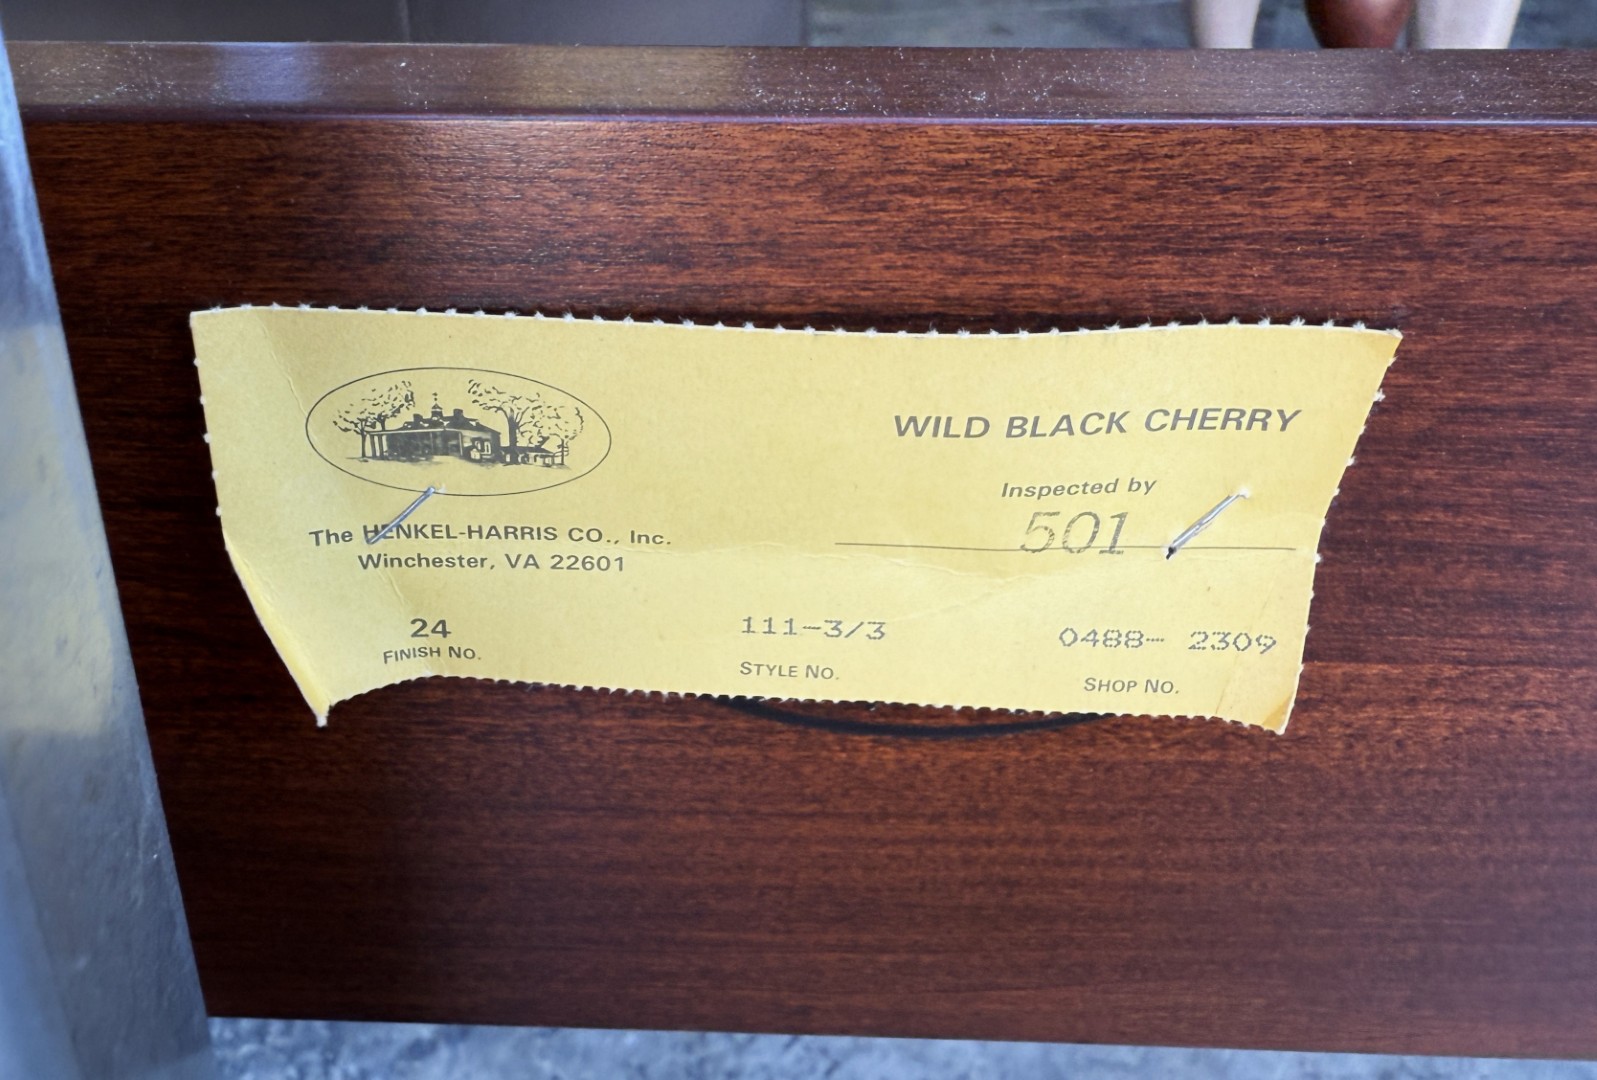 WILD BLACK CHERRY
Inspected by
501
The HENKEL-HARRIS CO., Inc.
Winchester, VA 22601
24
FINISH NO.
111-3/3
STYLE NO.
0488- 2309
SHOP NO.